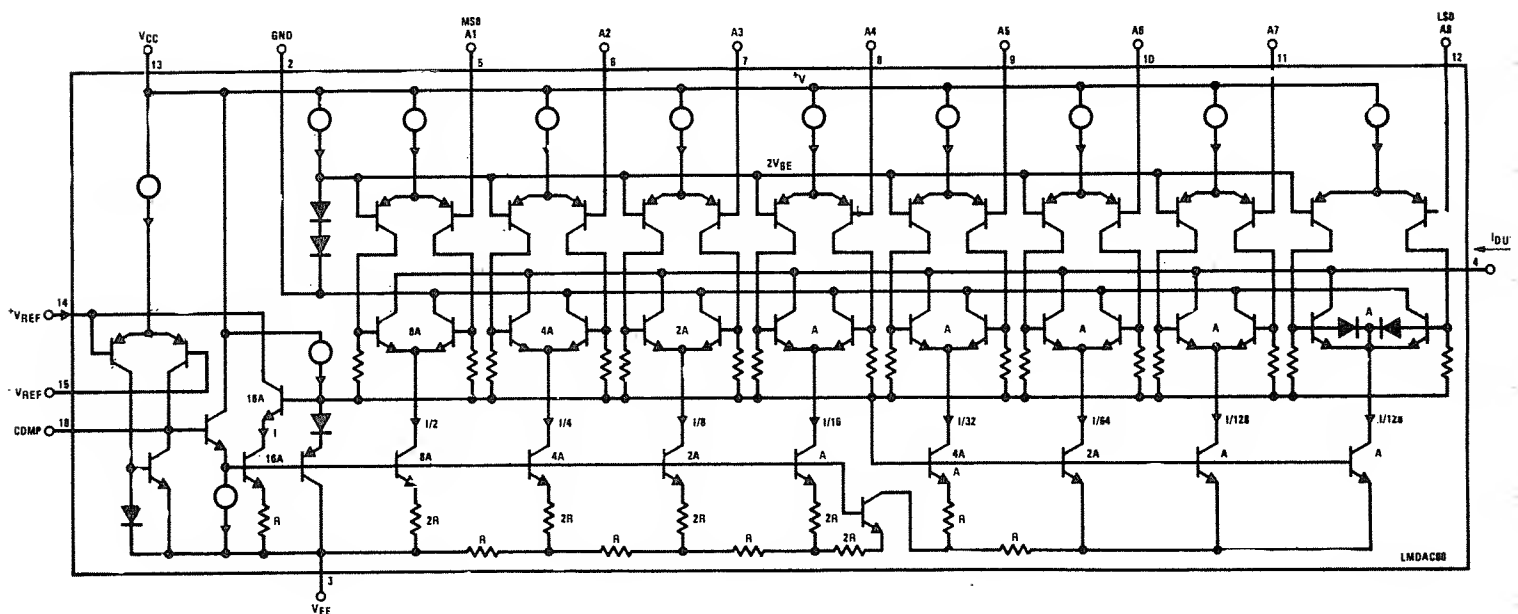 VCC
13
GND
2
MSB
A1
5
A2
6
A3
7
A4
8
A5
9
A6
10
A7
11
LSB
A8
12
+V
2VBE
IOU
4
14
+VREF
8A
4A
2A
A
A
A
A
A
15
VREF
16A
COMP
I
I/2
I/4
I/8
I/16
I/32
I/64
I/128
I/128
16A
8A
4A
2A
A
4A
A
2A
A
A
R
2R
2R
2R
2R
R
R
R
R
2R
R
LMDAC08
3
VEE